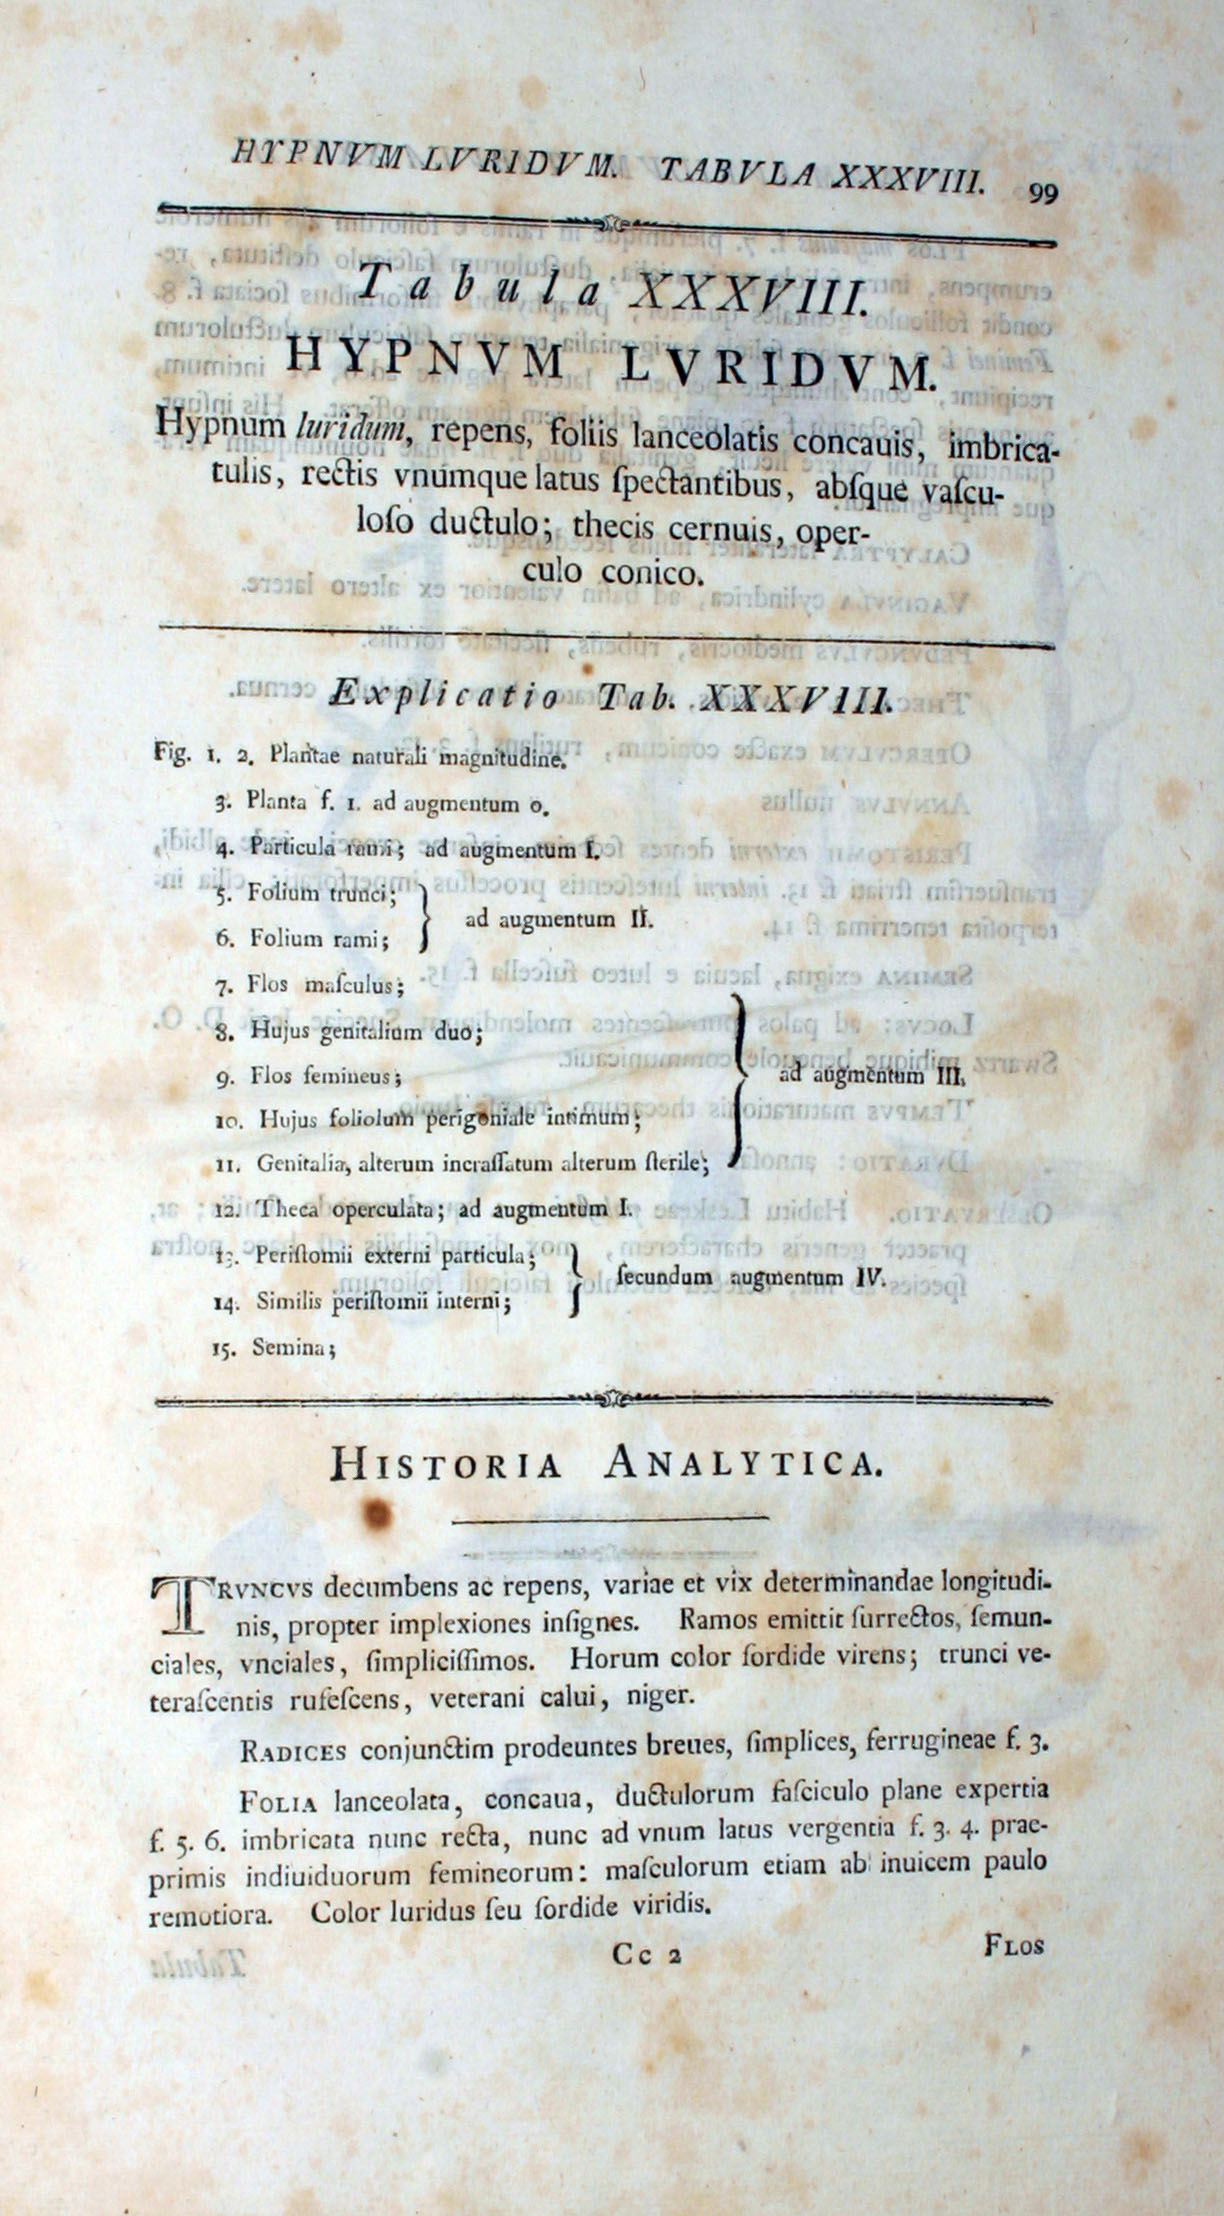 HYPNVM LVRIDVM. TABVLA XXXVIII. 99
Tabula XXXVIII.
HYPNVM LVRIDVM.
Hypnum luridum, repens, foliis lanceolatis concauis, imbrica-
tulis, rectis vnumque latus ſpectantibus, abſque vaſcu-
loſo ductulo; thecis cernuis, oper-
culo conico.
Explicatio Tab. XXXVIII.
Fig. 1. 2. Plantae naturali magnitudine.
3. Planta f. 1. ad augmentum o.
4. Particula rami; ad augmentum I.
5. Folium trunci;
ad augmentum II.
6. Folium rami;
7. Flos maſculus;
8. Hujus genitalium duo;
9. Flos femineus;
ad augmentum III.
10. Hujus foliolum perigoniale intimum;
11. Genitalia, alterum incraſſatum alterum ſterile;
12. Theca operculata; ad augmentum I.
13. Periſtomii externi particula;
ſecundum augmentum IV.
14. Similis periſtomii interni;
15. Semina;
HISTORIA ANALYTICA.
TRVNCVS decumbens ac repens, variae et vix determinandae longitudi-
nis, propter implexiones inſignes. Ramos emittit ſurrectos, ſemun-
ciales, vnciales, ſimpliciſſimos. Horum color ſordide virens; trunci ve-
teraſcentis rufeſcens, veterani calui, niger.
RADICES conjunctim prodeuntes breues, ſimplices, ferrugineae f. 3.
FOLIA lanceolata, concaua, ductulorum faſciculo plane expertia
f. 5. 6. imbricata nunc recta, nunc ad vnum latus vergentia f. 3. 4. prae-
primis indiuiduorum femineorum: maſculorum etiam ab inuicem paulo
remotiora. Color luridus ſeu ſordide viridis.
Cc 2 FLOS